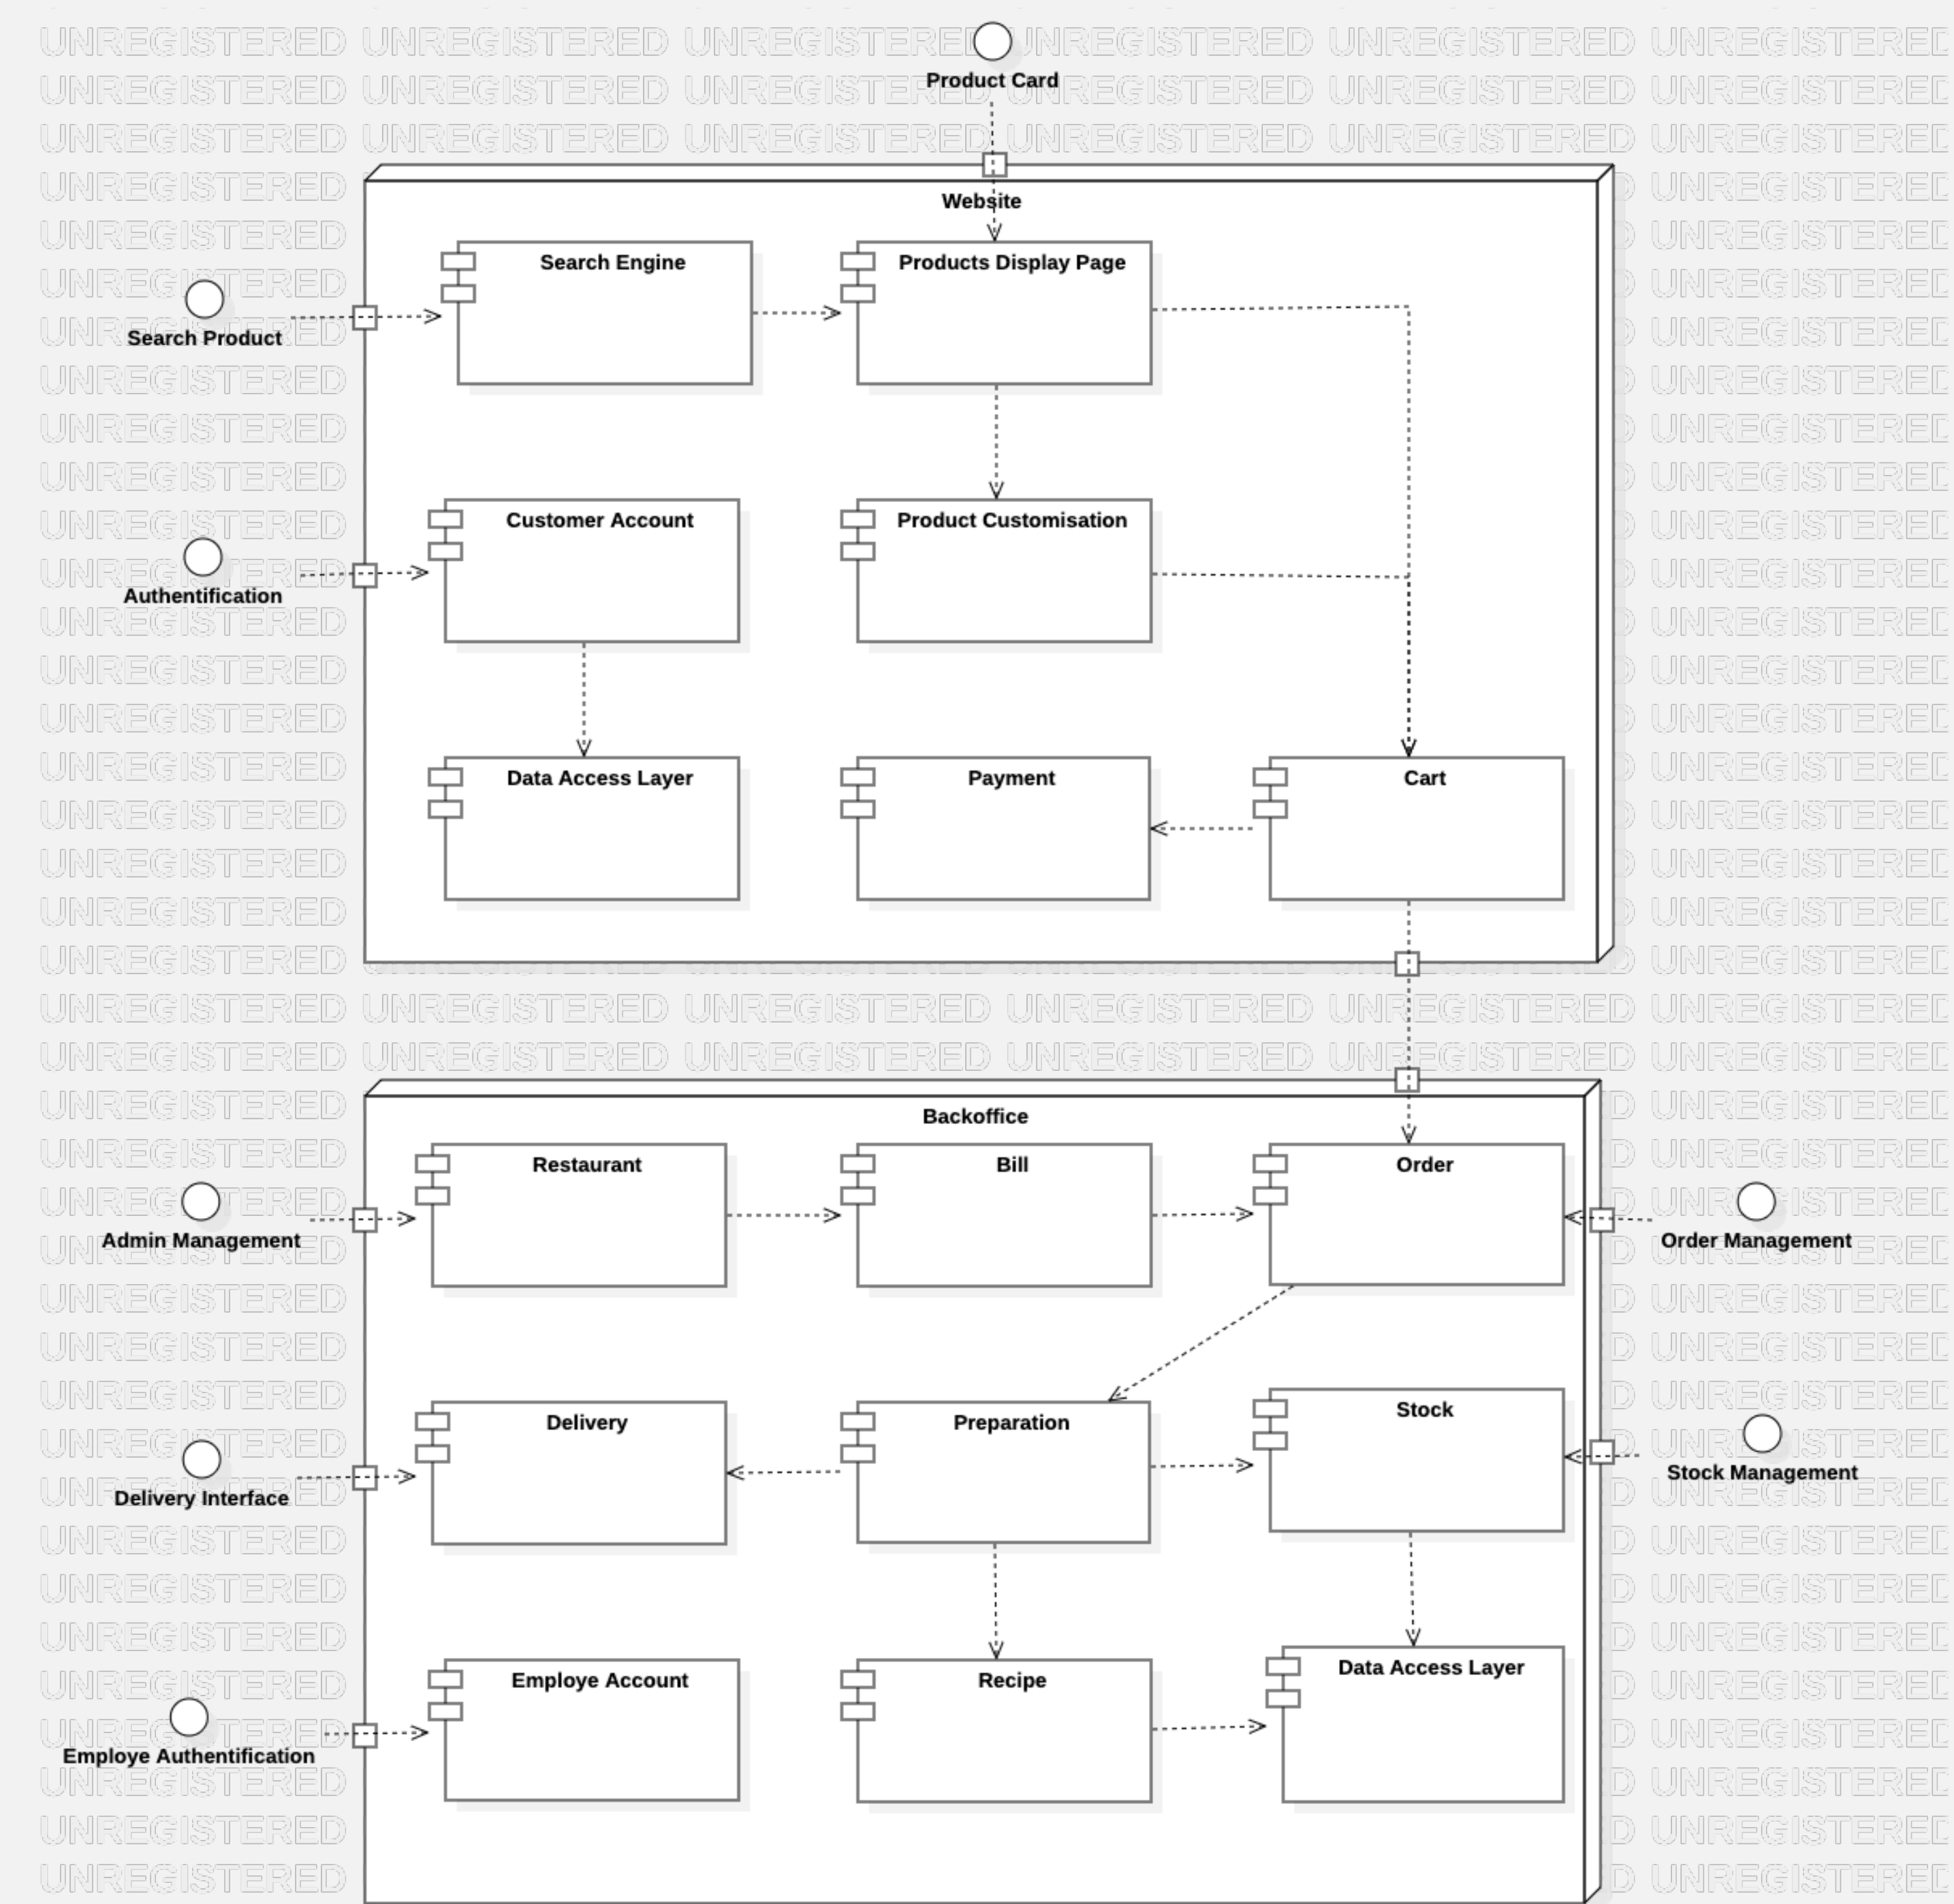 Product Card
Website
Search Engine
Products Display Page
Search Product
Customer Account
Product Customisation
Authentification
Data Access Layer
Payment
Cart
Backoffice
Restaurant
Bill
Order
Admin Management
Order Management
Delivery
Preparation
Stock
Delivery Interface
Stock Management
Employe Account
Recipe
Data Access Layer
Employe Authentification
UNREGISTERED